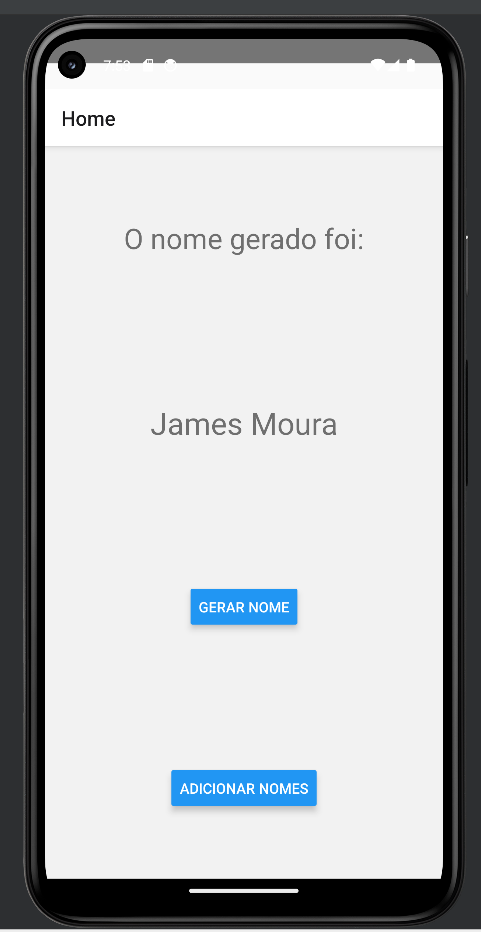 Home
O nome gerado foi:
James Moura
GERAR NOME
ADICIONAR NOMES